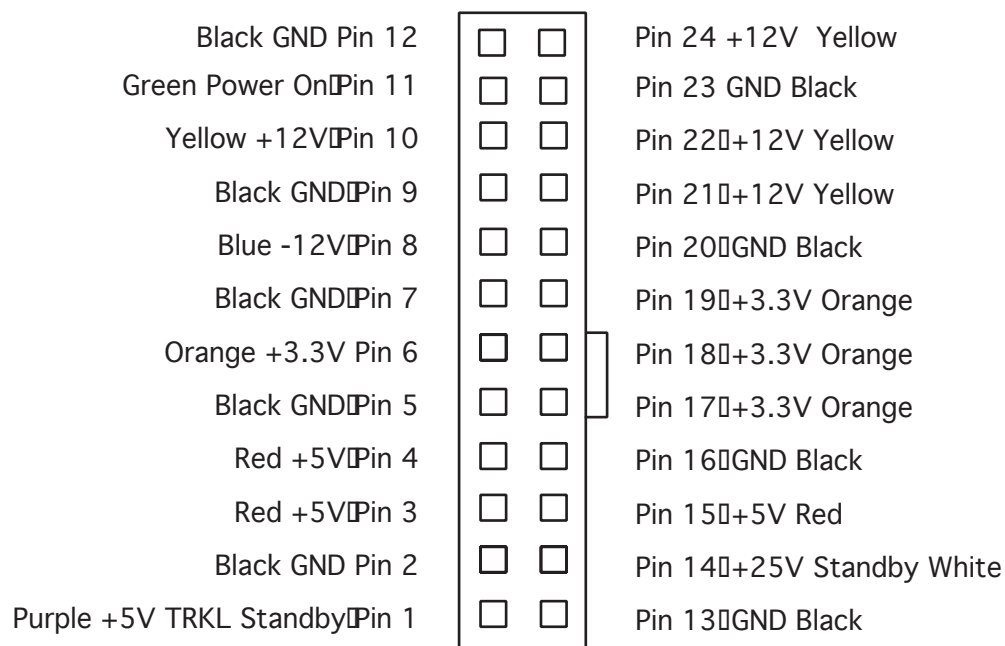 Black GND Pin 12
Pin 24 +12V Yellow
Green Power On▯Pin 11
Pin 23 GND Black
Yellow +12V▯Pin 10
Pin 22▯+12V Yellow
Black GND▯Pin 9
Pin 21▯+12V Yellow
Blue -12V▯Pin 8
Pin 20▯GND Black
Black GND▯Pin 7
Pin 19▯+3.3V Orange
Orange +3.3V Pin 6
Pin 18▯+3.3V Orange
Black GND▯Pin 5
Pin 17▯+3.3V Orange
Red +5V▯Pin 4
Pin 16▯GND Black
Red +5V▯Pin 3
Pin 15▯+5V Red
Black GND Pin 2
Pin 14▯+25V Standby White
Purple +5V TRKL Standby▯Pin 1
Pin 13▯GND Black